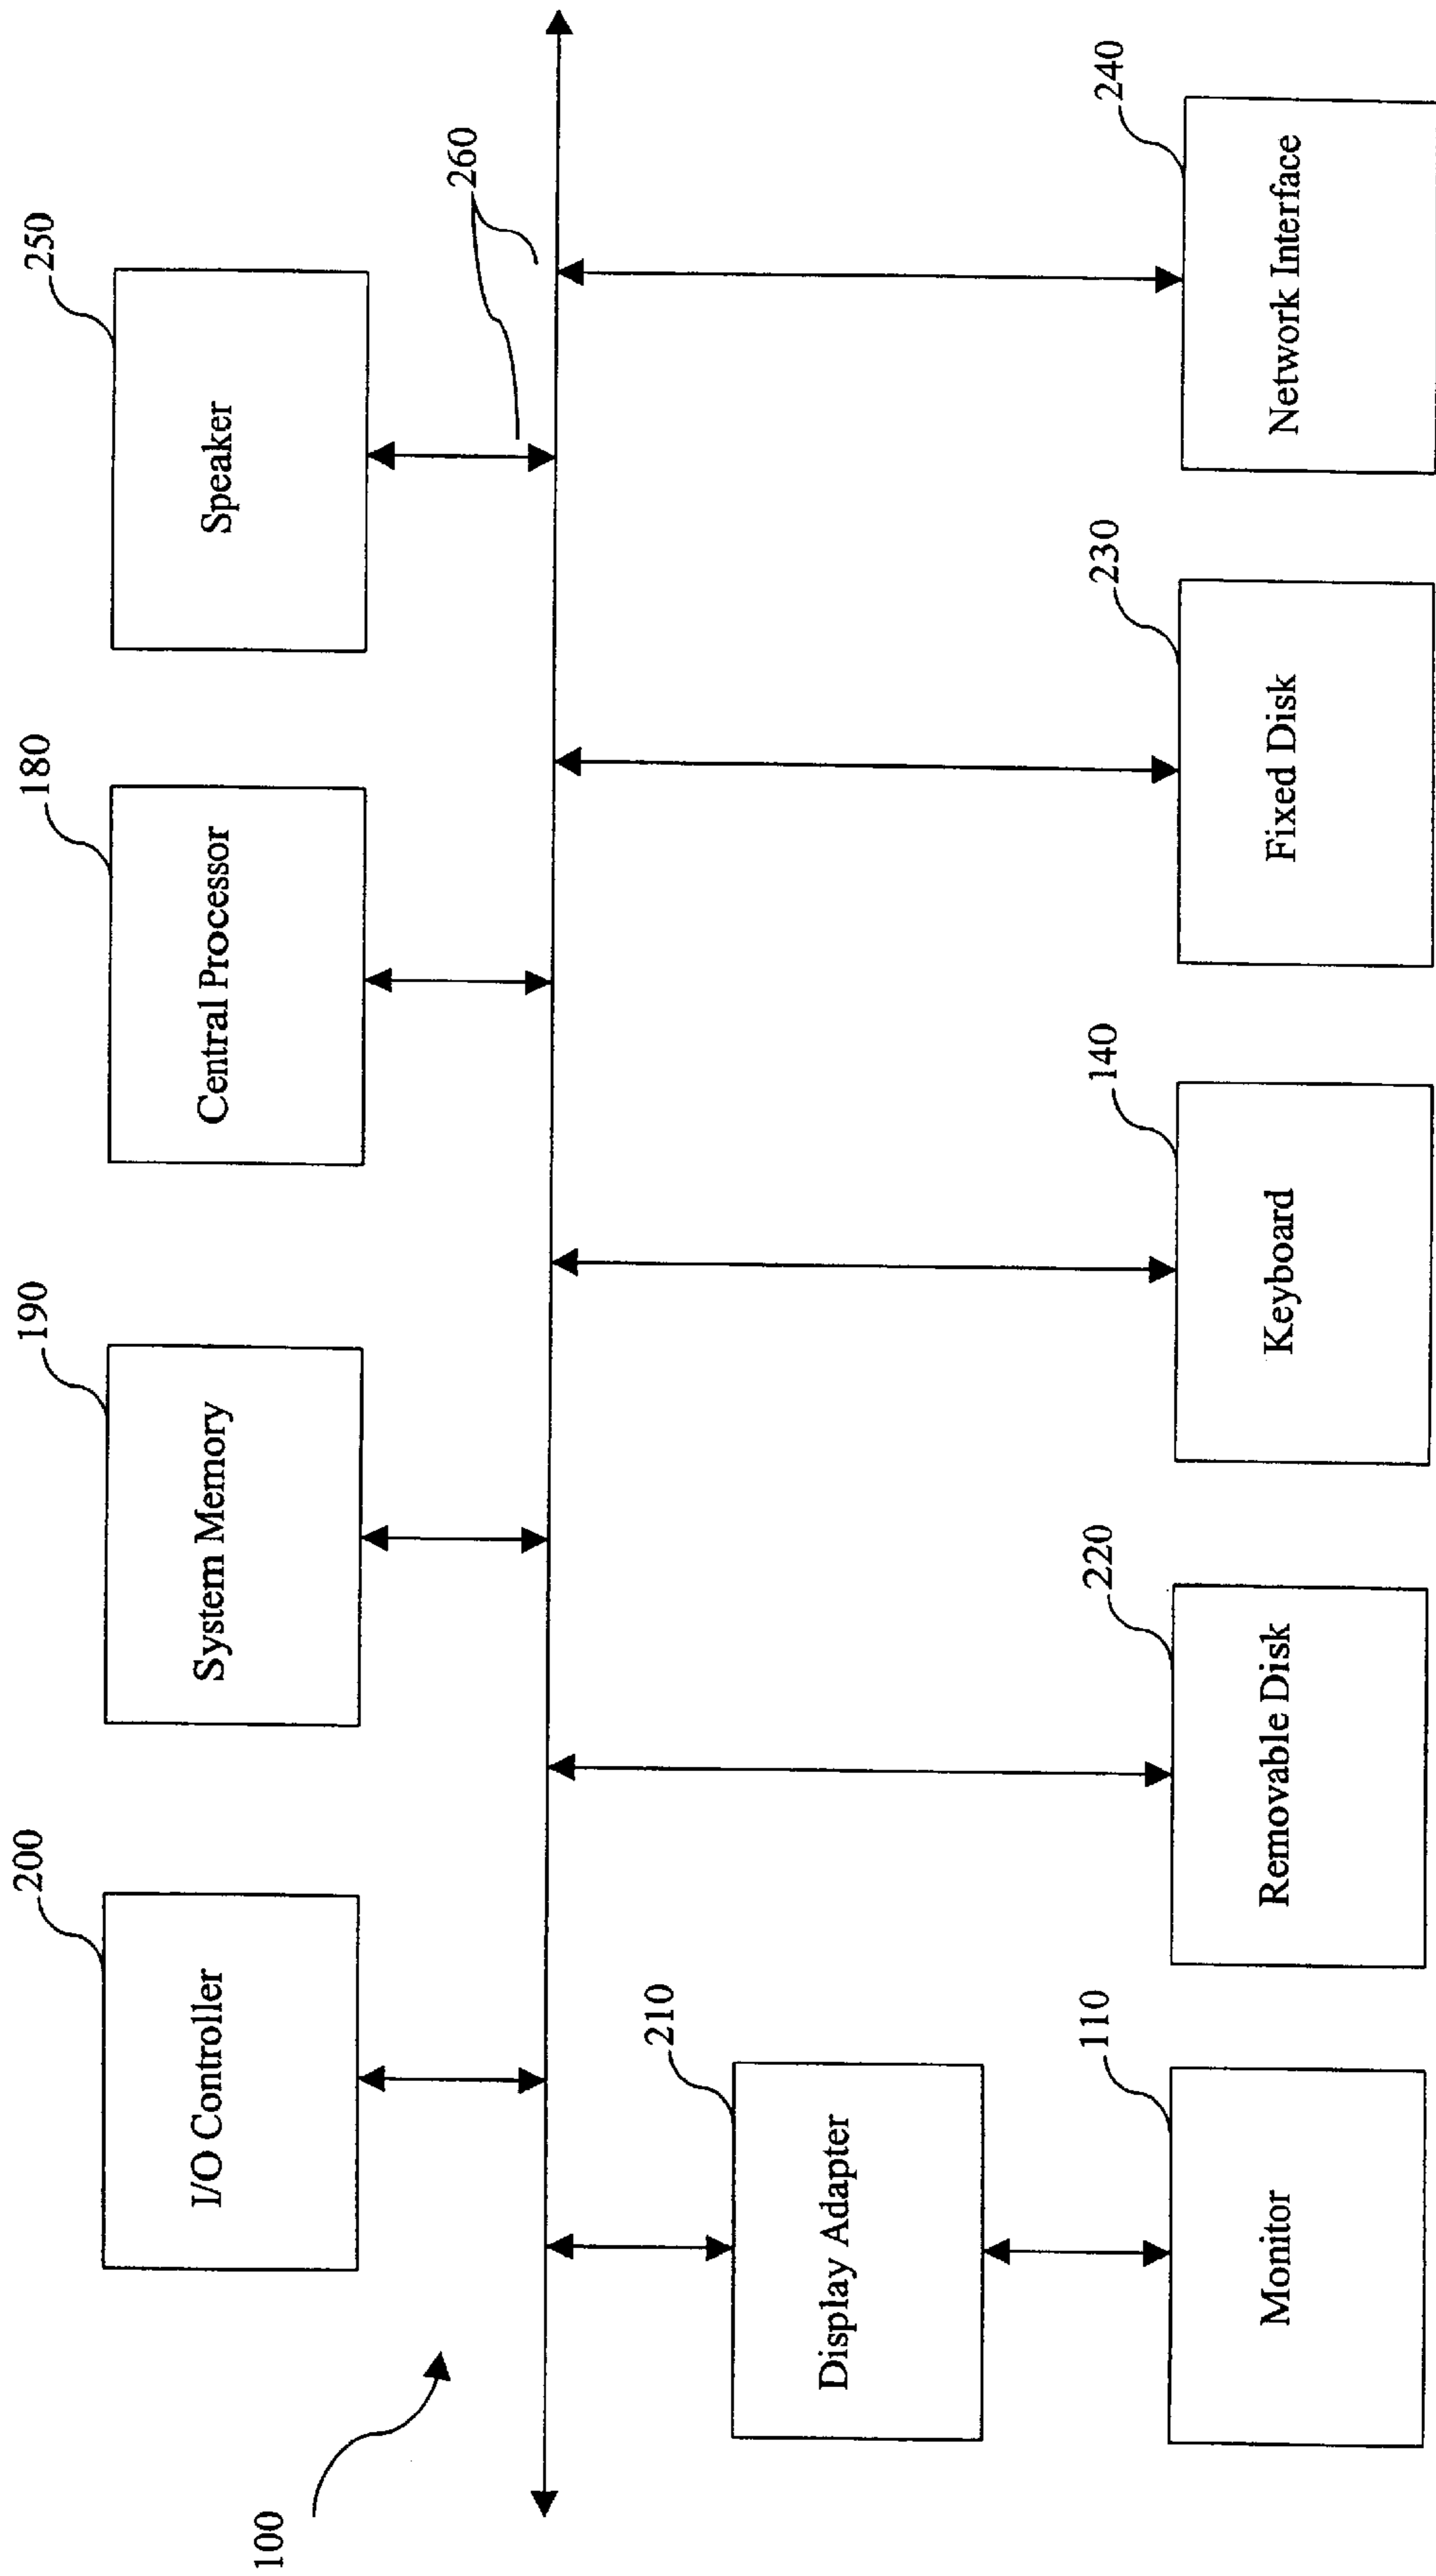 200
190
180
250
I/O Controller
System Memory
Central Processor
Speaker
260
100
210
Display Adapter
110
220
140
230
240
Monitor
Removable Disk
Keyboard
Fixed Disk
Network Interface